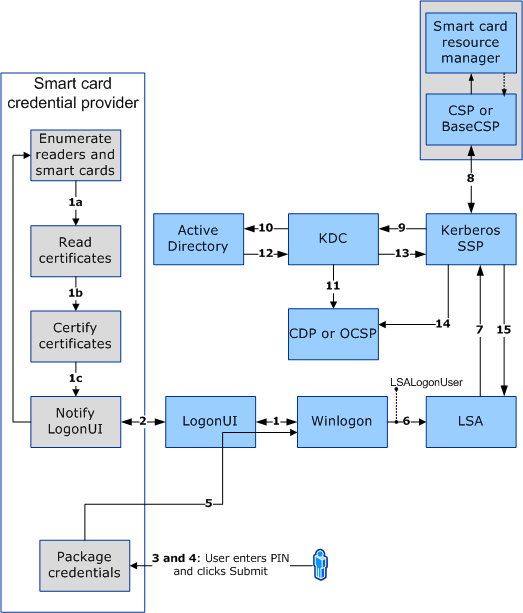 Smart card
resource
manager
CSP or
BaseCSP
8
Smart card
credential provider
Enumerate
readers and
smart cards
1a
Read
certificates
1b
Certify
certificates
1c
Notify
LogonUI
Active
Directory
10
12
KDC
9
13
Kerberos
SSP
11
CDP or OCSP
14
7
15
LSALogonUser
2
LogonUI
1
Winlogon
6
LSA
5
Package
credentials
3 and 4: User enters PIN
and clicks Submit